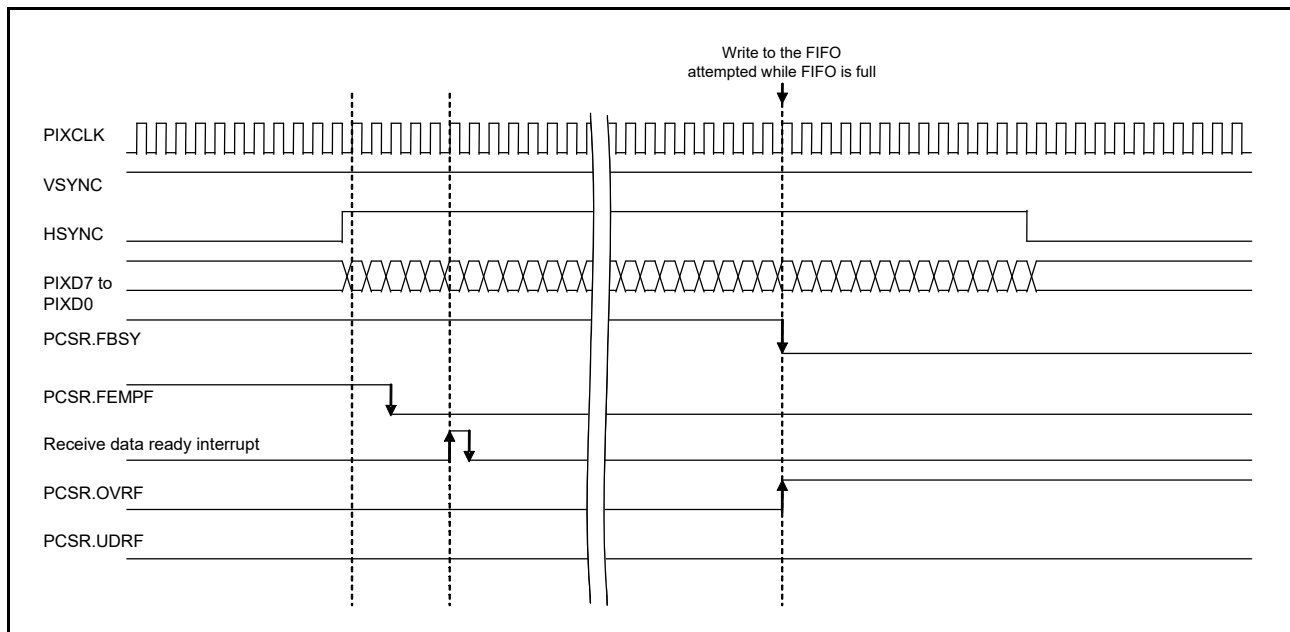 Write to the FIFO
attempted while FIFO is full
PIXCLK
VSYNC
HSYNC
PIXD7 to
PIXD0
PCSR.FBSY
PCSR.FEMPF
Receive data ready interrupt
PCSR.OVRF
PCSR.UDRF